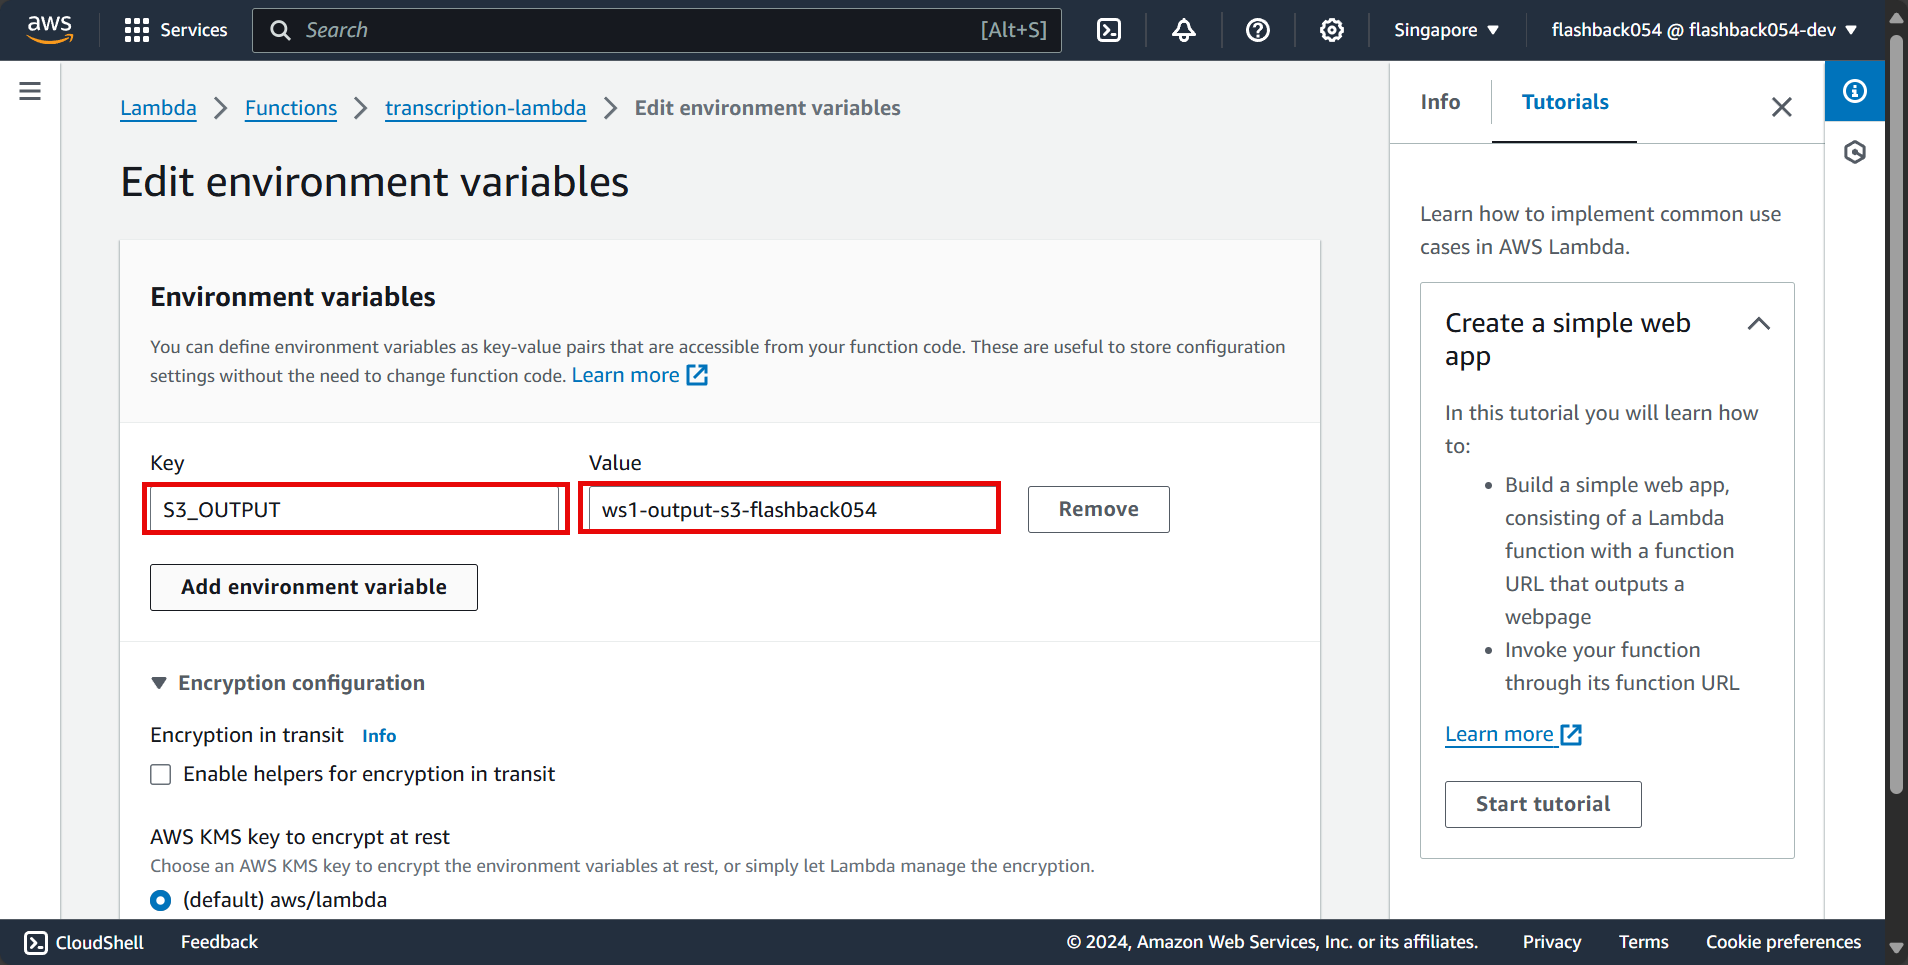 aws
Services
Search
[Alt+S]
Singapore
flashback054 @ flashback054-dev
Lambda
Functions
transcription-lambda
Edit environment variables
Edit environment variables
Environment variables
You can define environment variables as key-value pairs that are accessible from your function code. These are useful to store configuration
settings without the need to change function code. Learn more
Key
Value
S3_OUTPUT
ws1-output-s3-flashback054
Remove
Add environment variable
Encryption configuration
Encryption in transit Info
Enable helpers for encryption in transit
AWS KMS key to encrypt at rest
Choose an AWS KMS key to encrypt the environment variables at rest, or simply let Lambda manage the encryption.
(default) aws/lambda
Info
Tutorials
Learn how to implement common use
cases in AWS Lambda.
Create a simple web
app
In this tutorial you will learn how
to:
• Build a simple web app,
consisting of a Lambda
function with a function
URL that outputs a
webpage
• Invoke your function
through its function URL
Learn more
Start tutorial
CloudShell
Feedback
© 2024, Amazon Web Services, Inc. or its affiliates.
Privacy
Terms
Cookie preferences